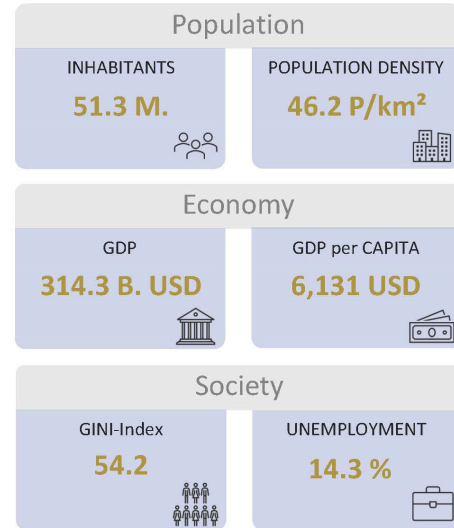 Population
INHABITANTS
51.3 M.
POPULATION DENSITY
46.2 P/km²
Economy
GDP
314.3 B. USD
GDP per CAPITA
6,131 USD
Society
GINI-Index
54.2
UNEMPLOYMENT
14.3 %